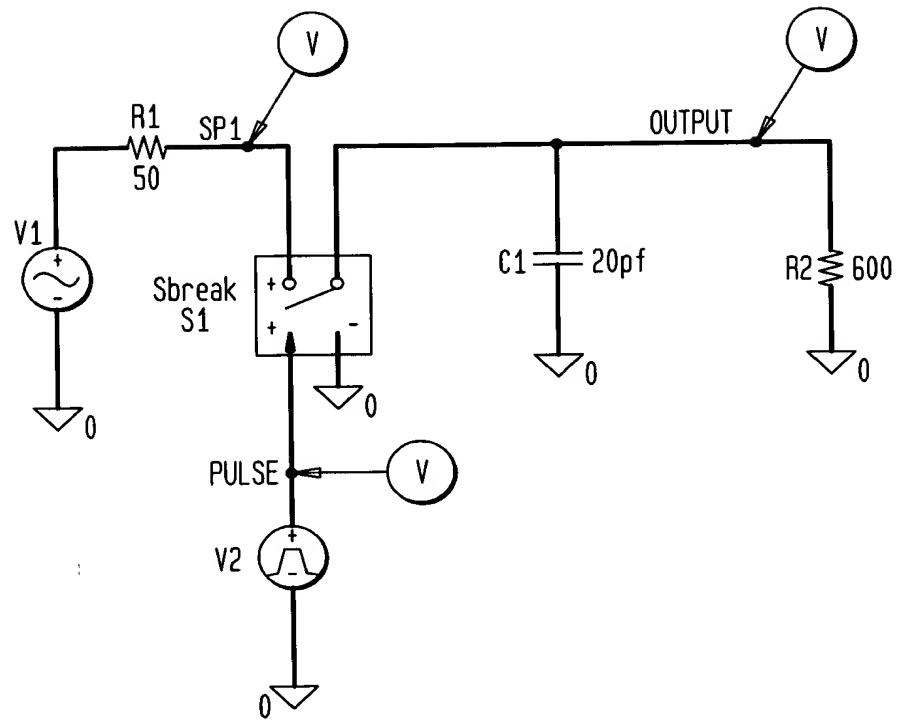 V
V
R1
SP1
OUTPUT
50
V1
+
-
Sbreak
S1
+
+
-
C1
20pf
R2
600
0
0
0
0
PULSE
V
V2
+
-
0